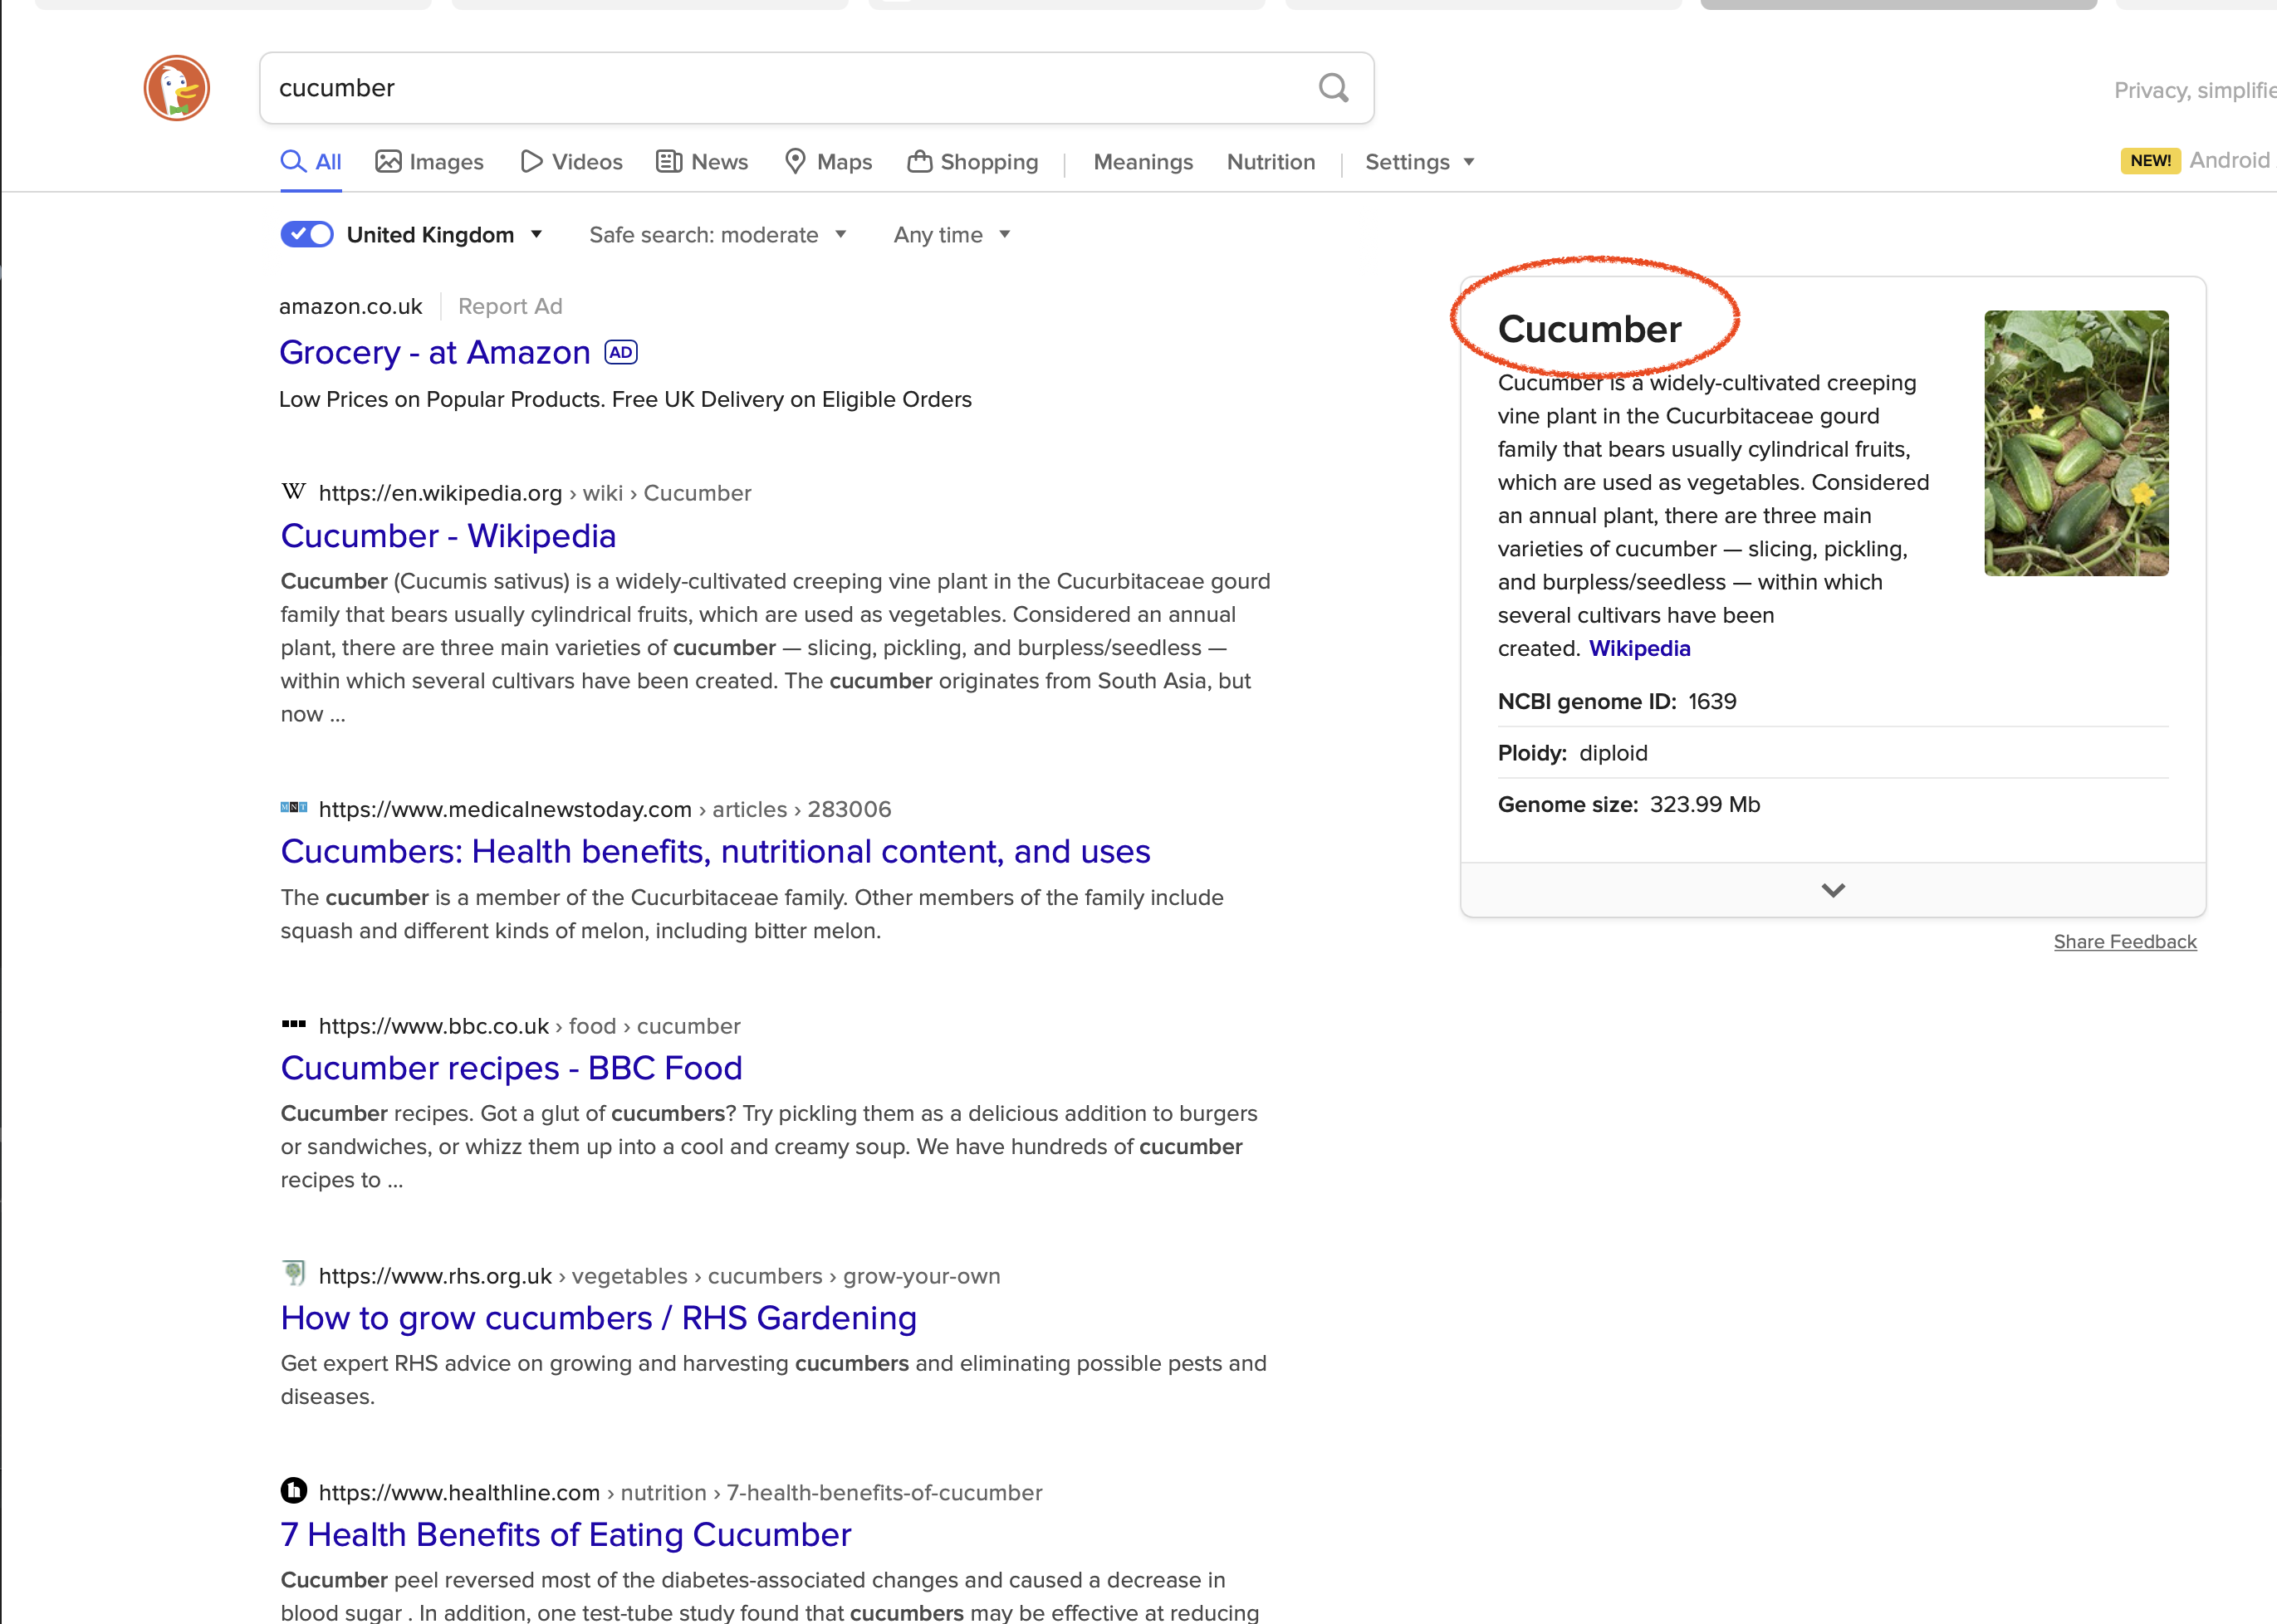 cucumber
Privacy, simplifie
All Images Videos News Maps Shopping Meanings Nutrition Settings
NEW! Android
United Kingdom Safe search: moderate Any time
amazon.co.uk Report Ad
Grocery - at Amazon AD
Low Prices on Popular Products. Free UK Delivery on Eligible Orders
W https://en.wikipedia.org › wiki › Cucumber
Cucumber - Wikipedia
Cucumber (Cucumis sativus) is a widely-cultivated creeping vine plant in the Cucurbitaceae gourd
family that bears usually cylindrical fruits, which are used as vegetables. Considered an annual
plant, there are three main varieties of cucumber — slicing, pickling, and burpless/seedless —
within which several cultivars have been created. The cucumber originates from South Asia, but
now ...
MNT https://www.medicalnewstoday.com › articles › 283006
Cucumbers: Health benefits, nutritional content, and uses
The cucumber is a member of the Cucurbitaceae family. Other members of the family include
squash and different kinds of melon, including bitter melon.
https://www.bbc.co.uk › food › cucumber
Cucumber recipes - BBC Food
Cucumber recipes. Got a glut of cucumbers? Try pickling them as a delicious addition to burgers
or sandwiches, or whizz them up into a cool and creamy soup. We have hundreds of cucumber
recipes to ...
https://www.rhs.org.uk › vegetables › cucumbers › grow-your-own
How to grow cucumbers / RHS Gardening
Get expert RHS advice on growing and harvesting cucumbers and eliminating possible pests and
diseases.
h https://www.healthline.com › nutrition › 7-health-benefits-of-cucumber
7 Health Benefits of Eating Cucumber
Cucumber peel reversed most of the diabetes-associated changes and caused a decrease in
blood sugar . In addition, one test-tube study found that cucumbers may be effective at reducing
Cucumber
Cucumber is a widely-cultivated creeping
vine plant in the Cucurbitaceae gourd
family that bears usually cylindrical fruits,
which are used as vegetables. Considered
an annual plant, there are three main
varieties of cucumber — slicing, pickling,
and burpless/seedless — within which
several cultivars have been
created. Wikipedia
NCBI genome ID: 1639
Ploidy: diploid
Genome size: 323.99 Mb
Share Feedback